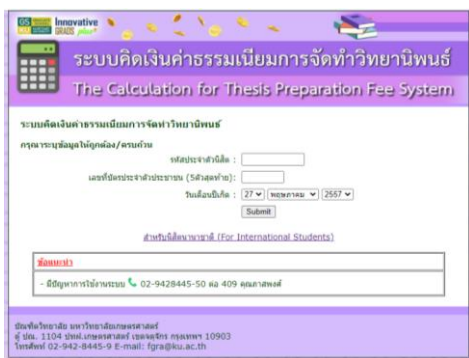 GS KU Innovative
GRADS plus+
ระบบคิดเงินค่าธรรมเนียมการจัดทำวิทยานิพนธ์
The Calculation for Thesis Preparation Fee System
ระบบคิดเงินค่าธรรมเนียมการจัดทำวิทยานิพนธ์
กรุณาระบุข้อมูลให้ถูกต้อง/ครบถ้วน
รหัสประจำตัวนิสิต :
เลขที่บัตรประจำตัวประชาชน (5ตัวสุดท้าย):
วันเดือนปีเกิด : 27 พฤษภาคม 2557
Submit
สำหรับนิสิตนานาชาติ (For International Students)
ข้อแนะนำ
- มีปัญหาการใช้งานระบบ 02-9428445-50 ต่อ 409 คุณภาสพงศ์
บัณฑิตวิทยาลัย มหาวิทยาลัยเกษตรศาสตร์
ตู้ ปณ. 1104 ปทฝ.เกษตรศาสตร์ เขตจตุจักร กรุงเทพฯ 10903
โทรศัพท์ 02-942-8445-9 E-mail: fgra@ku.ac.th